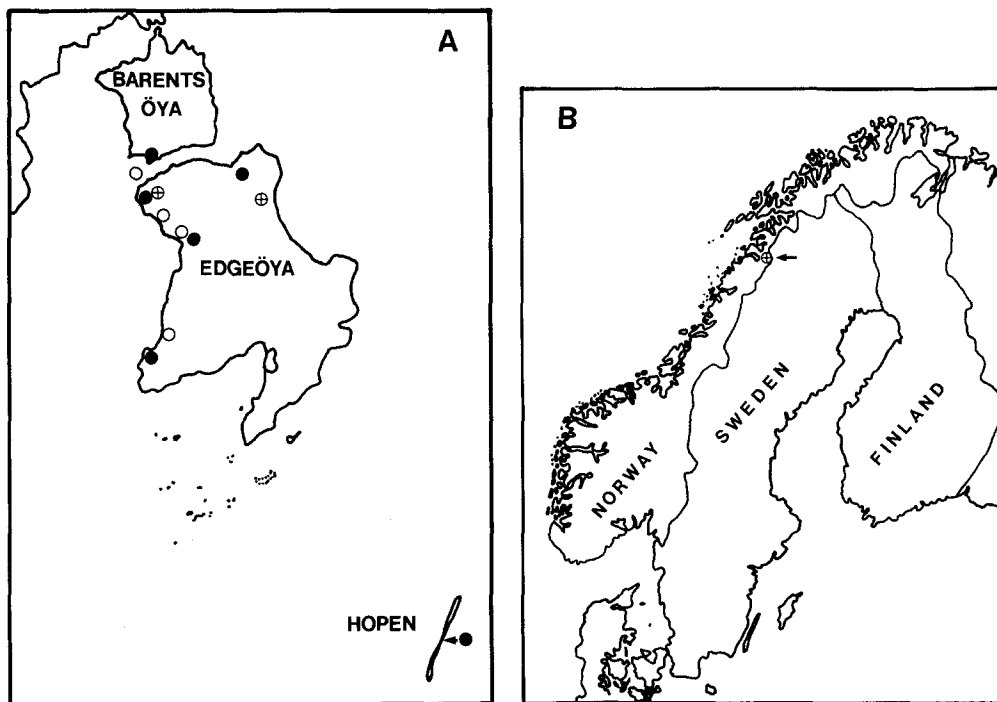 A
BARENTS
ÖYA
EDGEÖYA
HOPEN
B
NORWAY
SWEDEN
FINLAND